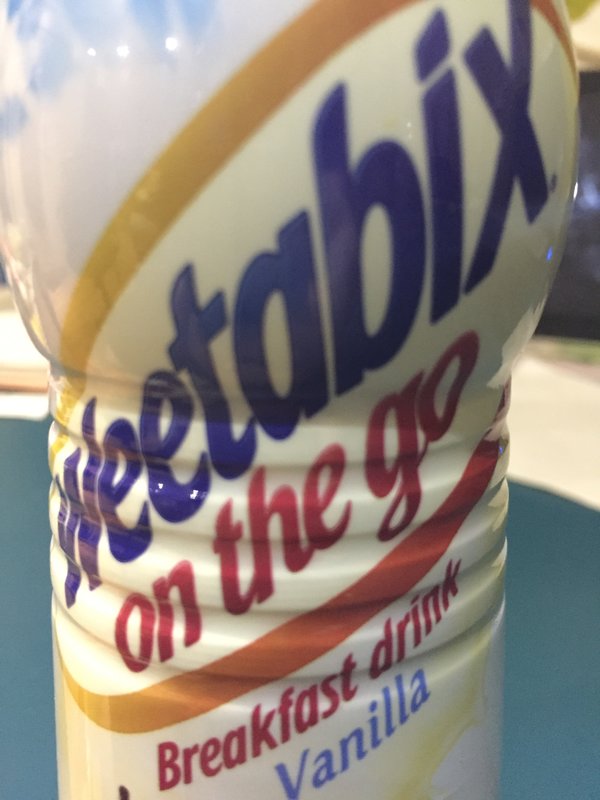 Weetabix
on the go
Breakfast drink
Vanilla